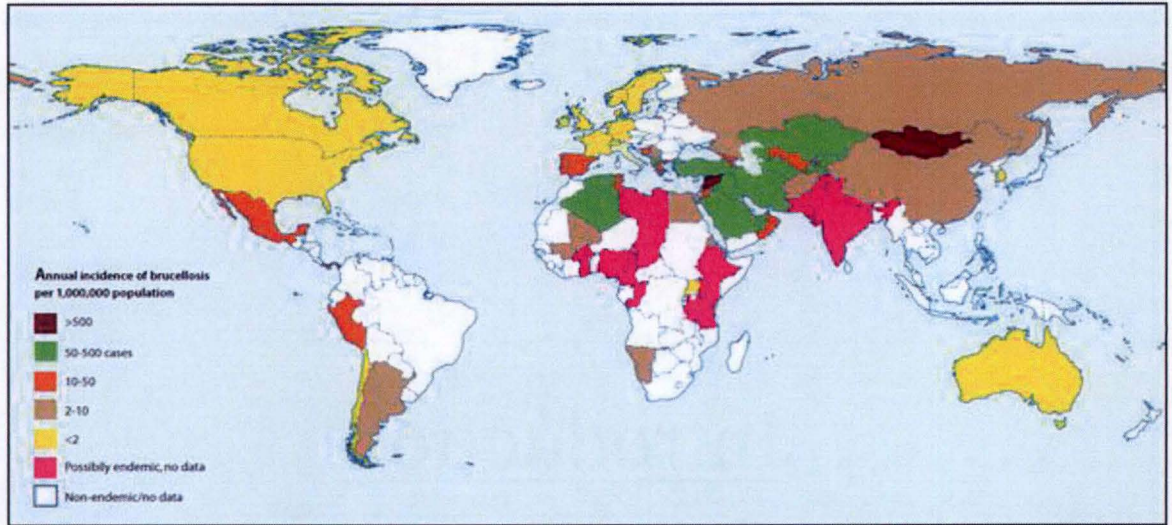 Annual incidence of brucellosis
per 1,000,000 population
>500
50-500 cases
10-50
2-10
<2
Possibily endemic, no data
Non-endemic/no data